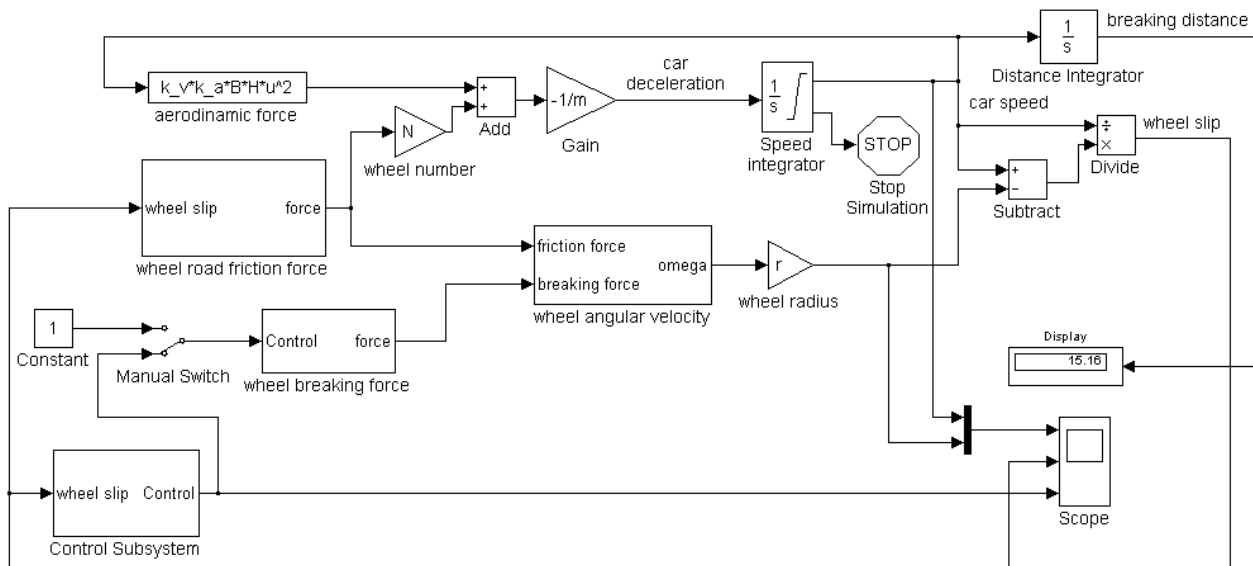 breaking distance
1
s
Distance Integrator
k_v*k_a*B*H*u^2
aerodinamic force
+
+
Add
-1/m
Gain
car
deceleration
1
s
Speed
integrator
STOP
Stop
Simulation
car speed
÷
×
Divide
wheel slip
+
−
Subtract
N
wheel number
wheel slip force
wheel road friction force
friction force
breaking force
omega
wheel angular velocity
r
wheel radius
1
Constant
Manual Switch
Control force
wheel breaking force
Display
15.16
wheel slip Control
Control Subsystem
Scope